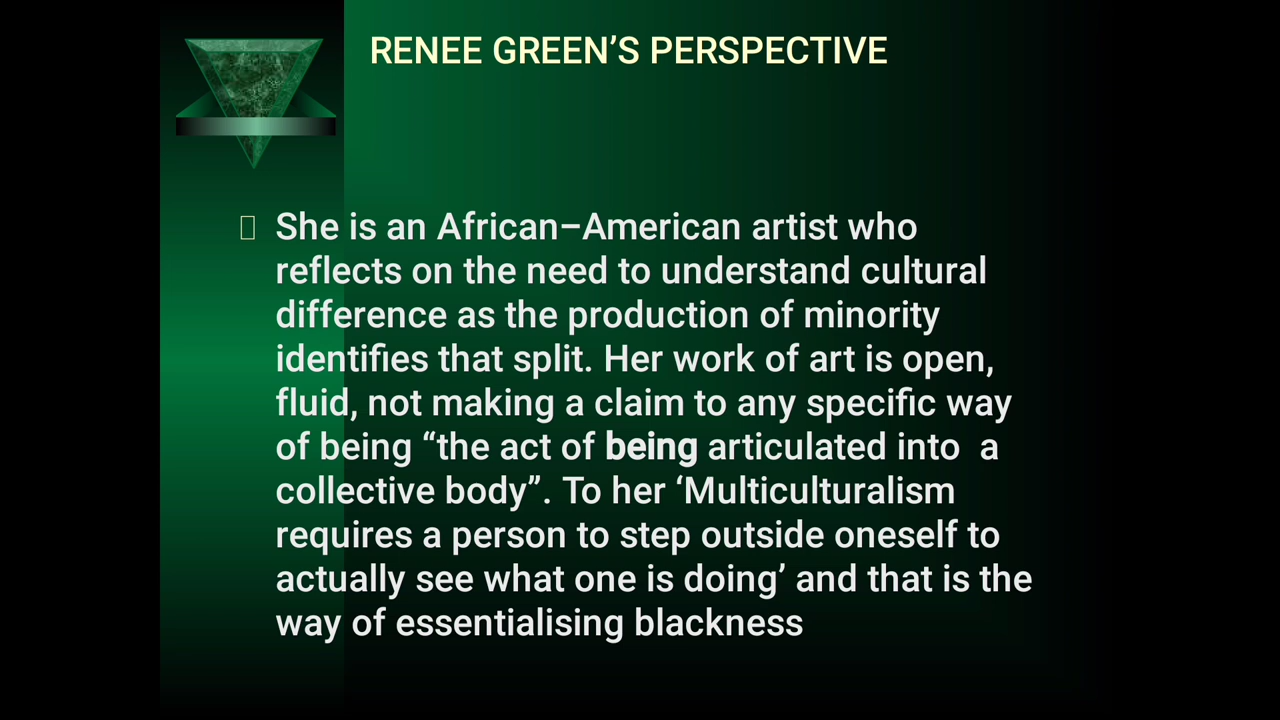 RENEE GREEN’S PERSPECTIVE
She is an African–American artist who
reflects on the need to understand cultural
difference as the production of minority
identifies that split. Her work of art is open,
fluid, not making a claim to any specific way
of being “the act of being articulated into  a
collective body”. To her ‘Multiculturalism
requires a person to step outside oneself to
actually see what one is doing’ and that is the
way of essentialising blackness